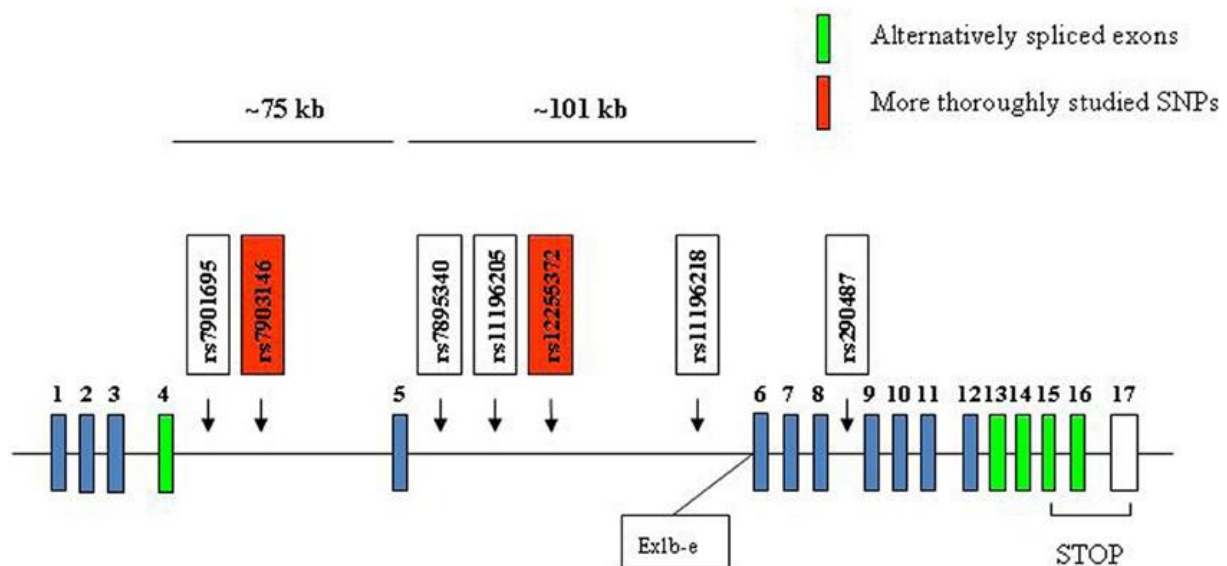 Alternatively spliced exons
More thoroughly studied SNPs
~75 kb
~101 kb
rs7901695
rs7903146
rs7895340
rs11196205
rs12255372
rs11196218
rs290487
1 2 3 4 5 6 7 8 9 10 11 12 13 14 15 16 17
Ex1b-e
STOP